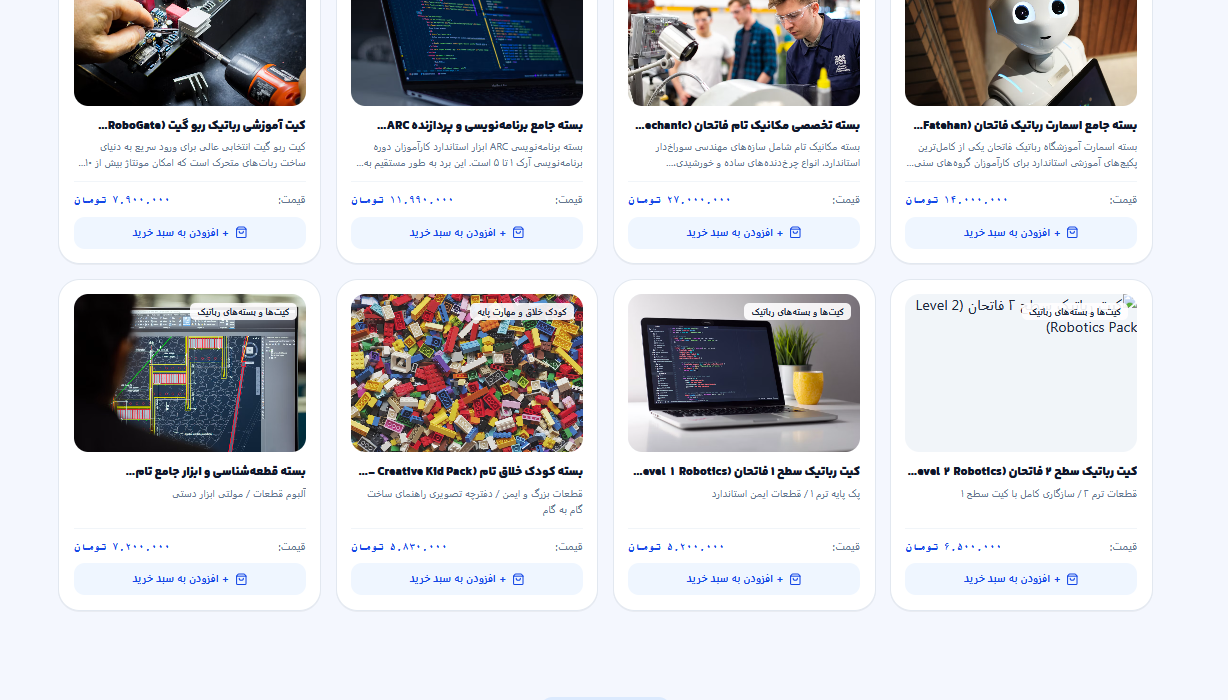 بسته جامع اسمارت رباتیک فاتحان (Fatehan...
بسته اسمارت آموزشگاه رباتیک فاتحان یکی از کامل‌ترین
پکیج‌های آموزشی استاندارد برای کارآموزان گروه‌های سنی...
قیمت:
۱۴,۰۰۰,۰۰۰ تومان
+ افزودن به سبد خرید
بسته تخصصی مکانیک تام فاتحان (echanic...
بسته مکانیک تام شامل سازه‌های مهندسی سوراخ‌دار
استاندارد، انواع چرخ‌دنده‌های ساده و خورشیدی،...
قیمت:
۲۷,۰۰۰,۰۰۰ تومان
+ افزودن به سبد خرید
بسته جامع برنامه‌نویسی و پردازنده ARC...
بسته برنامه‌نویسی ARC ابزار استاندارد کارآموزان دوره
برنامه‌نویسی آرک ۱ تا ۵ است. این برد به طور مستقیم به...
قیمت:
۱۱,۹۹۰,۰۰۰ تومان
+ افزودن به سبد خرید
کیت آموزشی رباتیک ربو گیت (RoboGate...
کیت ربو گیت انتخابی عالی برای ورود سریع به دنیای
ساخت ربات‌های متحرک است که امکان مونتاژ بیش از ۱۰...
قیمت:
۷,۹۰۰,۰۰۰ تومان
+ افزودن به سبد خرید
کیت‌ها و بسته‌های رباتیک
۲ فاتحان (Level 2
Robotics Pack)
کیت رباتیک سطح ۲ فاتحان (evel ۲ Robotics...
قطعات ترم ۲ / سازگاری کامل با کیت سطح ۱
قیمت:
۶,۵۰۰,۰۰۰ تومان
+ افزودن به سبد خرید
کیت‌ها و بسته‌های رباتیک
کیت رباتیک سطح ۱ فاتحان (evel ۱ Robotics...
پک پایه ترم ۱ / قطعات ایمن استاندارد
قیمت:
۵,۲۰۰,۰۰۰ تومان
+ افزودن به سبد خرید
کودک خلاق و مهارت پایه
بسته کودک خلاق تام (Creative Kid Pack –...
قطعات بزرگ و ایمن / دفترچه تصویری راهنمای ساخت
گام به گام
قیمت:
۵,۸۳۰,۰۰۰ تومان
+ افزودن به سبد خرید
کیت‌ها و بسته‌های رباتیک
بسته قطعه‌شناسی و ابزار جامع تام...
آلبوم قطعات / مولتی ابزار دستی
قیمت:
۷,۲۰۰,۰۰۰ تومان
+ افزودن به سبد خرید